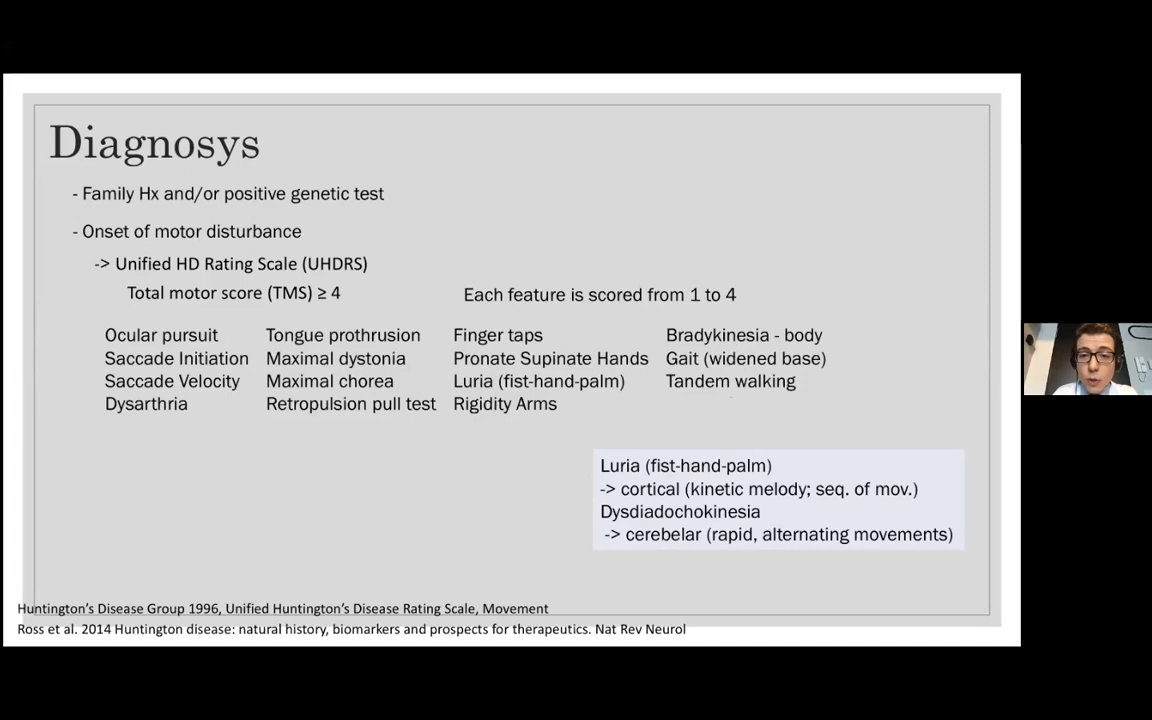 Diagnosys
- Family Hx and/or positive genetic test
- Onset of motor disturbance
-> Unified HD Rating Scale (UHDRS)
Total motor score (TMS) ≥ 4
Each feature is scored from 1 to 4
Ocular pursuit
Saccade Initiation
Saccade Velocity
Dysarthria
Tongue prothrusion
Maximal dystonia
Maximal chorea
Retropulsion pull test
Finger taps
Pronate Supinate Hands
Luria (fist-hand-palm)
Rigidity Arms
Bradykinesia - body
Gait (widened base)
Tandem walking
Luria (fist-hand-palm)
-> cortical (kinetic melody; seq. of mov.)
Dysdiadochokinesia
-> cerebelar (rapid, alternating movements)
Huntington’s Disease Group 1996, Unified Huntington’s Disease Rating Scale, Movement
Ross et al. 2014 Huntington disease: natural history, biomarkers and prospects for therapeutics. Nat Rev Neurol